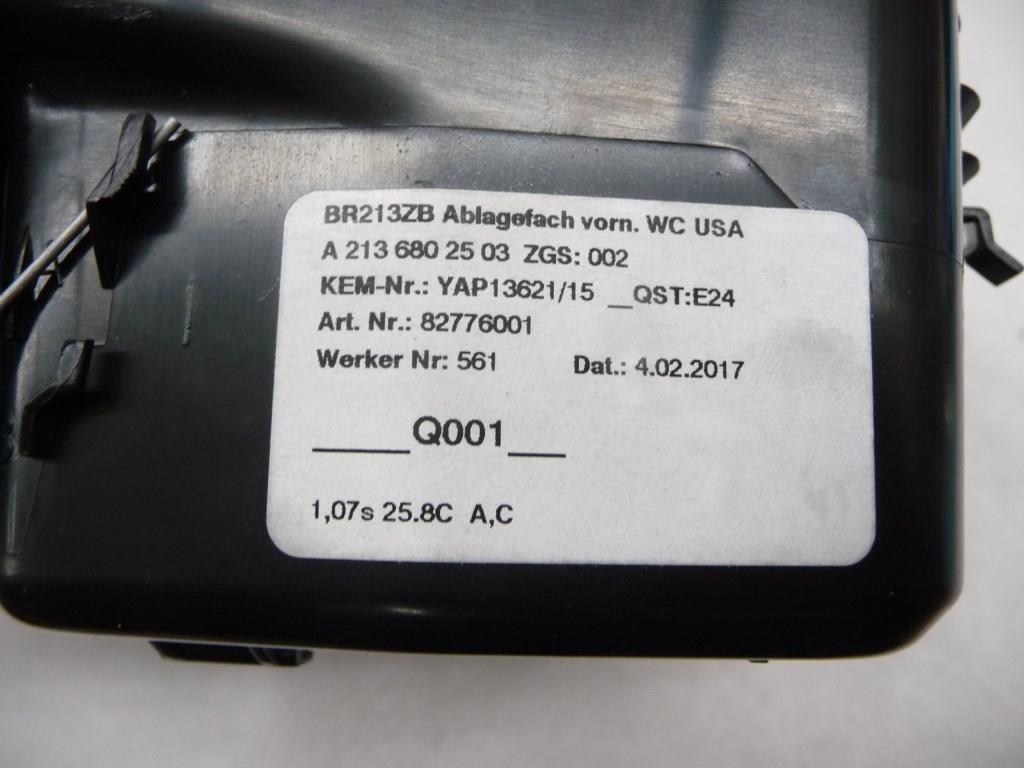 BR213ZB Ablagefach vorn. WC USA
A 213 680 25 03 ZGS: 002
KEM-Nr.: YAP13621/15 __QST:E24
Art. Nr.: 82776001
Werker Nr: 561 Dat.: 4.02.2017
_____Q001___
1,07s 25.8C A,C